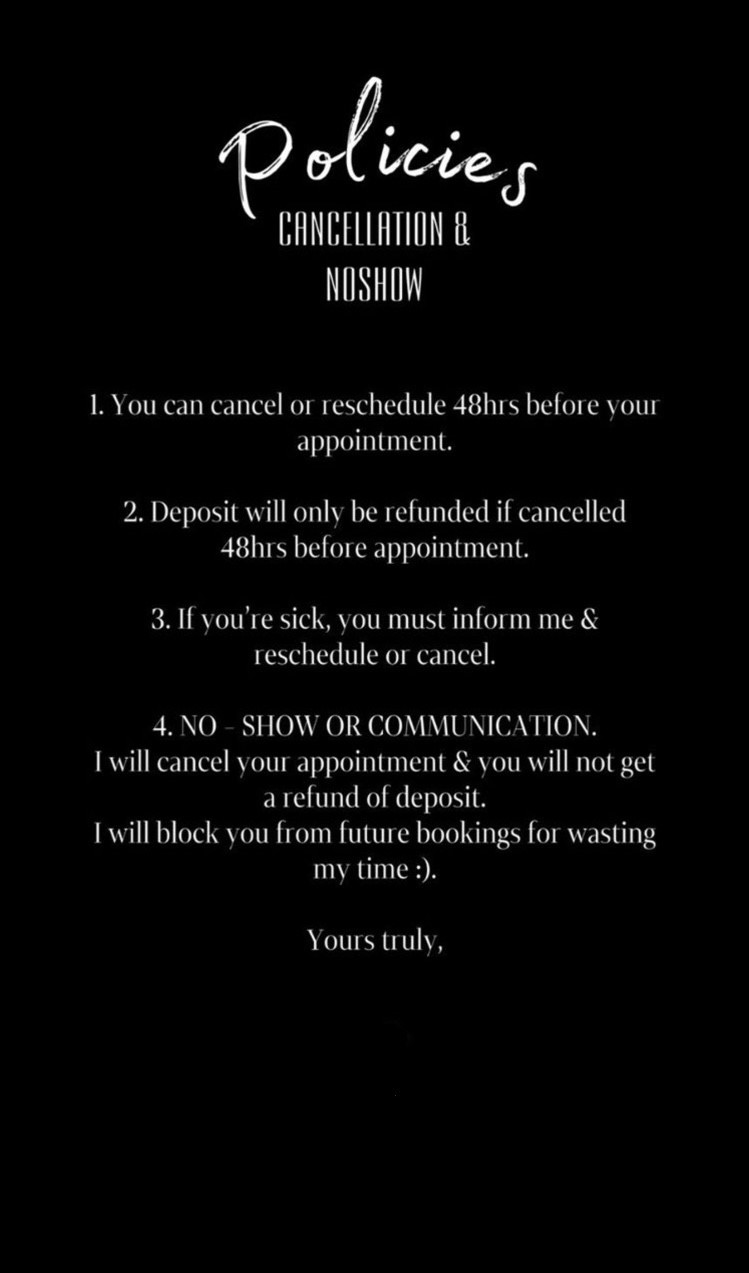 Policies
CANCELLATION &
NOSHOW
1. You can cancel or reschedule 48hrs before your
appointment.
2. Deposit will only be refunded if cancelled
48hrs before appointment.
3. If you're sick, you must inform me &
reschedule or cancel.
4. NO - SHOW OR COMMUNICATION.
I will cancel your appointment & you will not get
a refund of deposit.
I will block you from future bookings for wasting
my time :).
Yours truly,